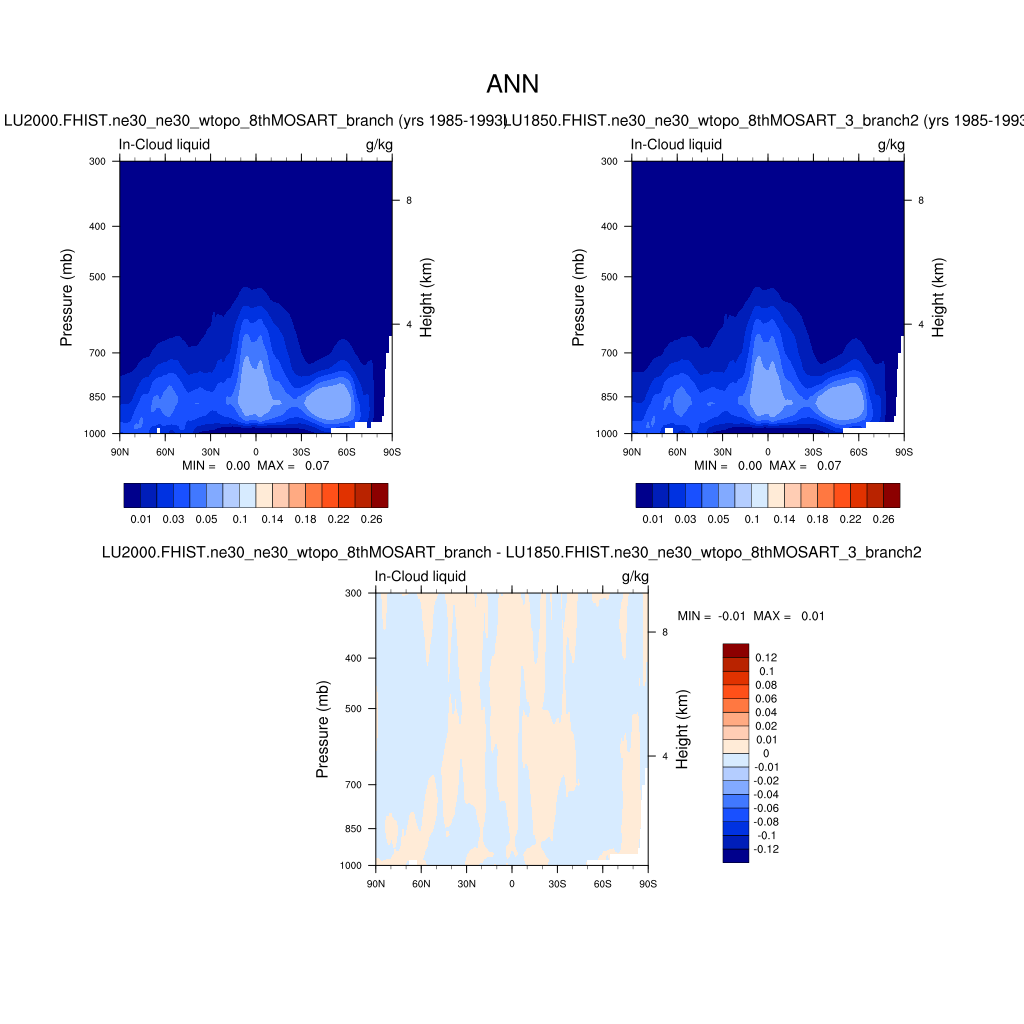 ANN
LU2000.FHIST.ne30_ne30_wtopo_8thMOSART_branch (yrs 1985-1993)
LU1850.FHIST.ne30_ne30_wtopo_8thMOSART_3_branch2 (yrs 1985-1993
In-Cloud liquid g/kg
300
400
500
700
850
1000
Pressure (mb)
8
4
Height (km)
90N 60N 30N 0 30S 60S 90S
MIN = 0.00 MAX = 0.07
0.01 0.03 0.05 0.1 0.14 0.18 0.22 0.26
In-Cloud liquid g/kg
300
400
500
700
850
1000
Pressure (mb)
8
4
Height (km)
90N 60N 30N 0 30S 60S 90S
MIN = 0.00 MAX = 0.07
0.01 0.03 0.05 0.1 0.14 0.18 0.22 0.26
LU2000.FHIST.ne30_ne30_wtopo_8thMOSART_branch - LU1850.FHIST.ne30_ne30_wtopo_8thMOSART_3_branch2
In-Cloud liquid g/kg
300
400
500
700
850
1000
Pressure (mb)
8
4
Height (km)
90N 60N 30N 0 30S 60S 90S
MIN = -0.01 MAX = 0.01
0.12
0.1
0.08
0.06
0.04
0.02
0.01
0
-0.01
-0.02
-0.04
-0.06
-0.08
-0.1
-0.12